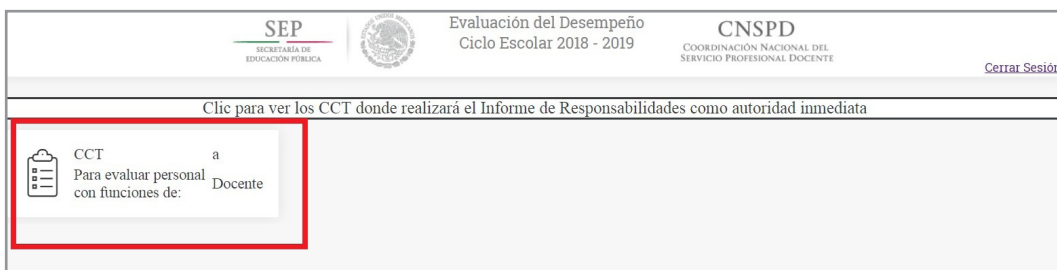 SEP
SECRETARÍA DE
EDUCACIÓN PÚBLICA
Evaluación del Desempeño
Ciclo Escolar 2018 - 2019
CNSPD
COORDINACIÓN NACIONAL DEL
SERVICIO PROFESIONAL DOCENTE
Cerrar Sesión
Clic para ver los CCT donde realizará el Informe de Responsabilidades como autoridad inmediata
CCT a
Para evaluar personal
con funciones de: Docente